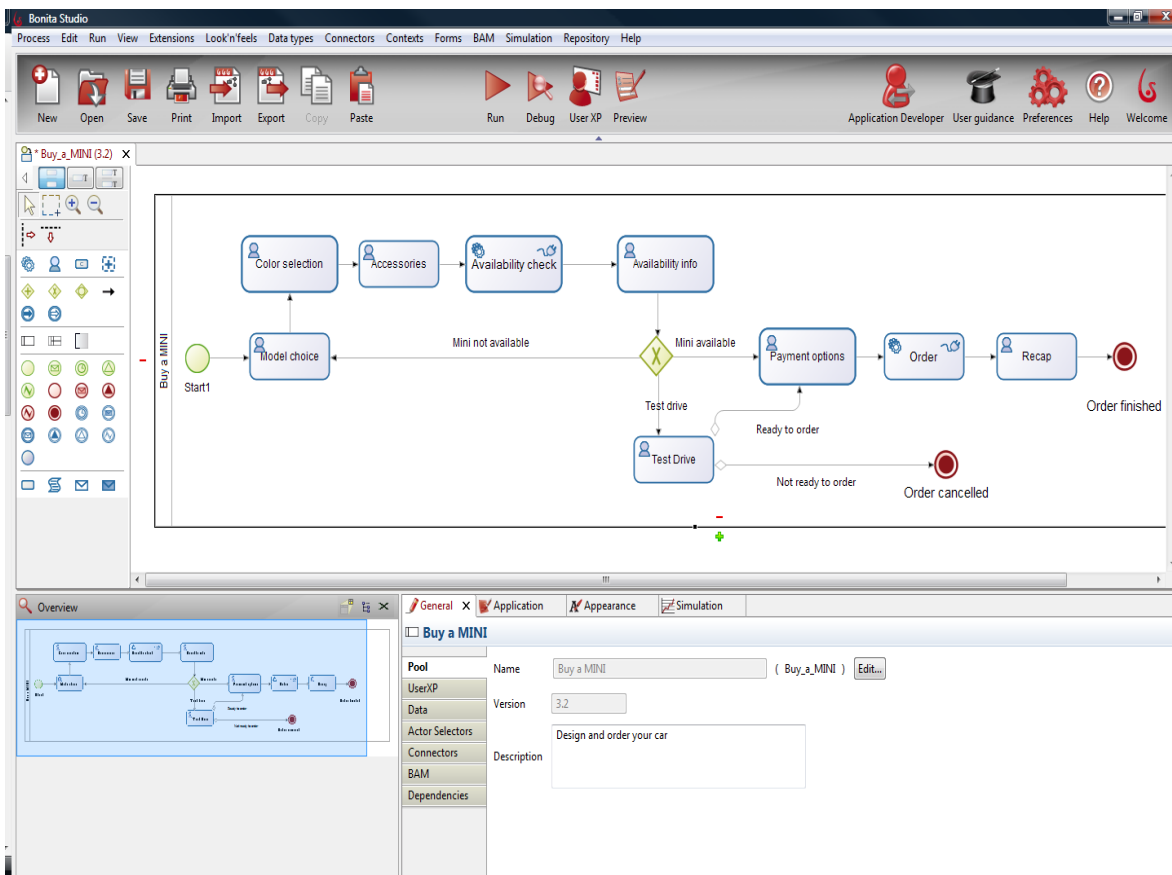 Bonita Studio
Process Edit Run View Extensions Look'n'feels Data types Connectors Contexts Forms BAM Simulation Repository Help
New Open Save Print Import Export Copy Paste Run Debug User XP Preview Application Developer User guidance Preferences Help Welcome
* Buy_a_MINI (3.2) X
Color selection
Accessories
Availability check
Availability info
Buy a MINI
Start1
Model choice
Mini not available
Mini available
Payment options
Order
Recap
Order finished
Test drive
Ready to order
Test Drive
Not ready to order
Order cancelled
Overview
General X Application Appearance Simulation
Buy a MINI
Pool
UserXP
Data
Actor Selectors
Connectors
BAM
Dependencies
Name Buy a MINI ( Buy_a_MINI ) Edit...
Version 3.2
Description Design and order your car